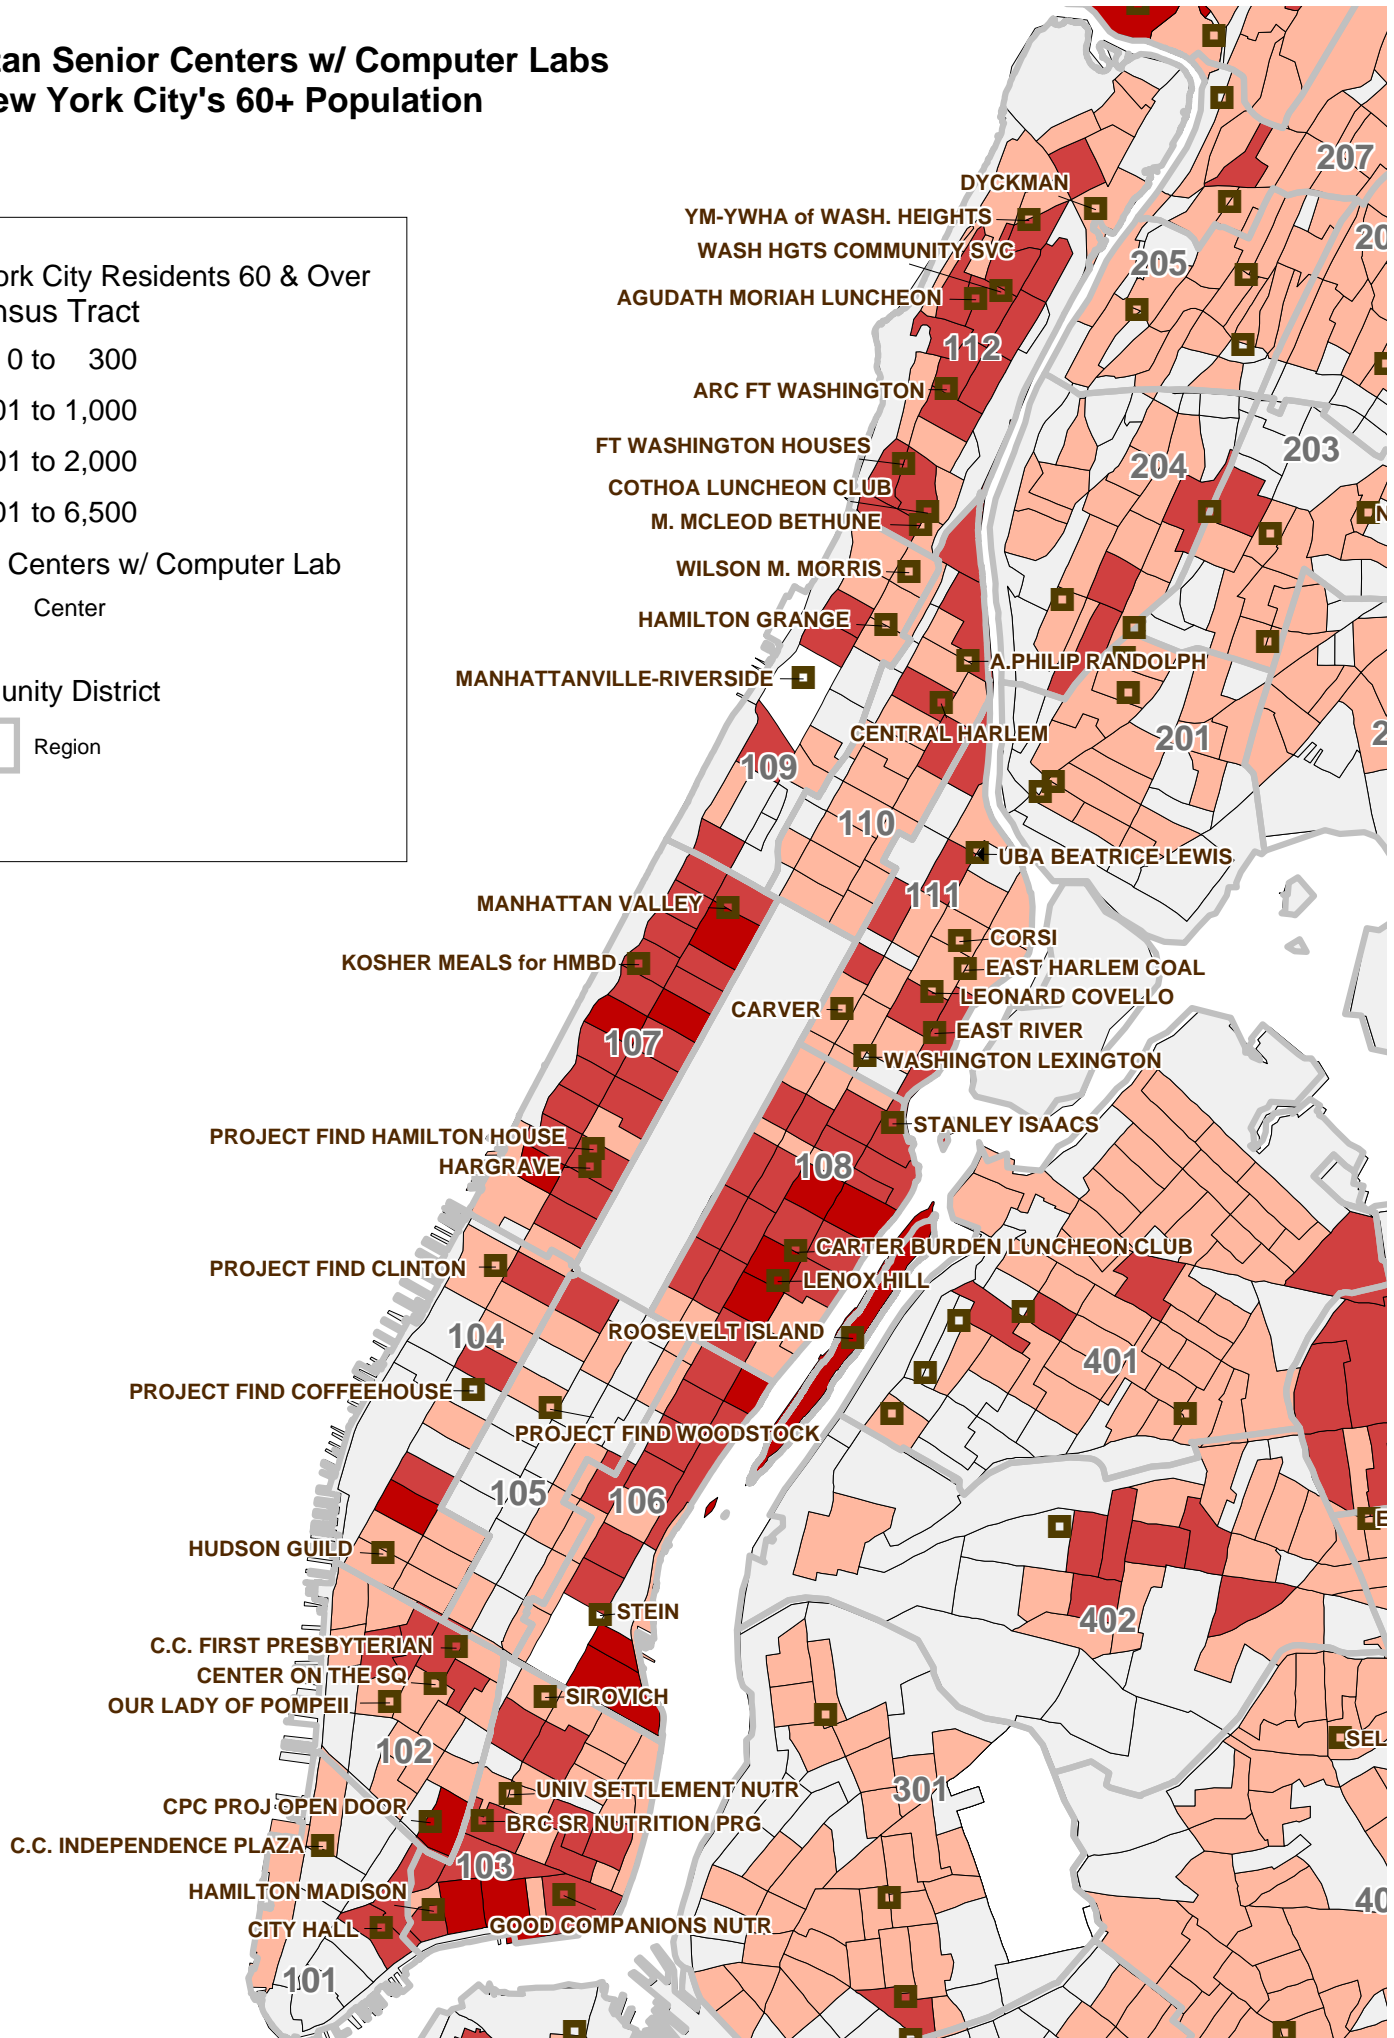 an Senior Centers w/ Computer Labs
ew York City's 60+ Population
ork City Residents 60 & Over
nsus Tract
0 to 300
01 to 1,000
01 to 2,000
01 to 6,500
Centers w/ Computer Lab
Center
unity District
Region
207
DYCKMAN
YM-YWHA of WASH. HEIGHTS
20
WASH HGTS COMMUNITY SVC
205
AGUDATH MORIAH LUNCHEON
112
ARC FT WASHINGTON
FT WASHINGTON HOUSES
203
204
COTHOA LUNCHEON CLUB
N
M. MCLEOD BETHUNE
WILSON M. MORRIS
HAMILTON GRANGE
A.PHILIP RANDOLPH
MANHATTANVILLE-RIVERSIDE
CENTRAL HARLEM
201
2
109
110
UBA BEATRICE LEWIS
111
MANHATTAN VALLEY
CORSI
KOSHER MEALS for HMBD
EAST HARLEM COAL
LEONARD COVELLO
CARVER
EAST RIVER
107
WASHINGTON LEXINGTON
STANLEY ISAACS
PROJECT FIND HAMILTON HOUSE
HARGRAVE
108
CARTER BURDEN LUNCHEON CLUB
PROJECT FIND CLINTON
LENOX HILL
ROOSEVELT ISLAND
104
401
PROJECT FIND COFFEEHOUSE
PROJECT FIND WOODSTOCK
105
106
E
HUDSON GUILD
STEIN
402
C.C. FIRST PRESBYTERIAN
CENTER ON THE SQ
SIROVICH
OUR LADY OF POMPEII
SEL
102
UNIV SETTLEMENT NUTR
301
CPC PROJ OPEN DOOR
BRC SR NUTRITION PRG
C.C. INDEPENDENCE PLAZA
103
HAMILTON MADISON
40
GOOD COMPANIONS NUTR
CITY HALL
101